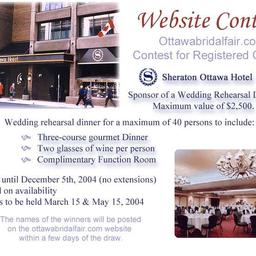 Website Cont
Ottawabridalfair.co
Contest for Registered
Sheraton Ottawa Hotel
Sponsor of a Wedding Rehearsal D
Maximum value of $2,500.
Wedding rehearsal dinner for a maximum of 40 persons to include:
Three-course gourmet Dinner
Two glasses of wine per person
Complimentary Function Room
until December 5th, 2004 (no extensions)
on availability
s to be held March 15 & May 15, 2004
The names of the winners will be posted
on the ottawabridalfair.com website
within a few days of the draw.